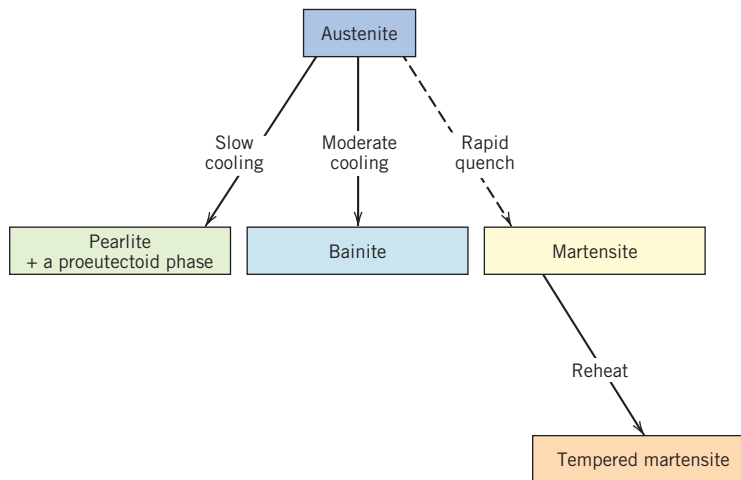 Austenite
Slow
cooling
Moderate
cooling
Rapid
quench
Pearlite
+ a proeutectoid phase
Bainite
Martensite
Reheat
Tempered martensite